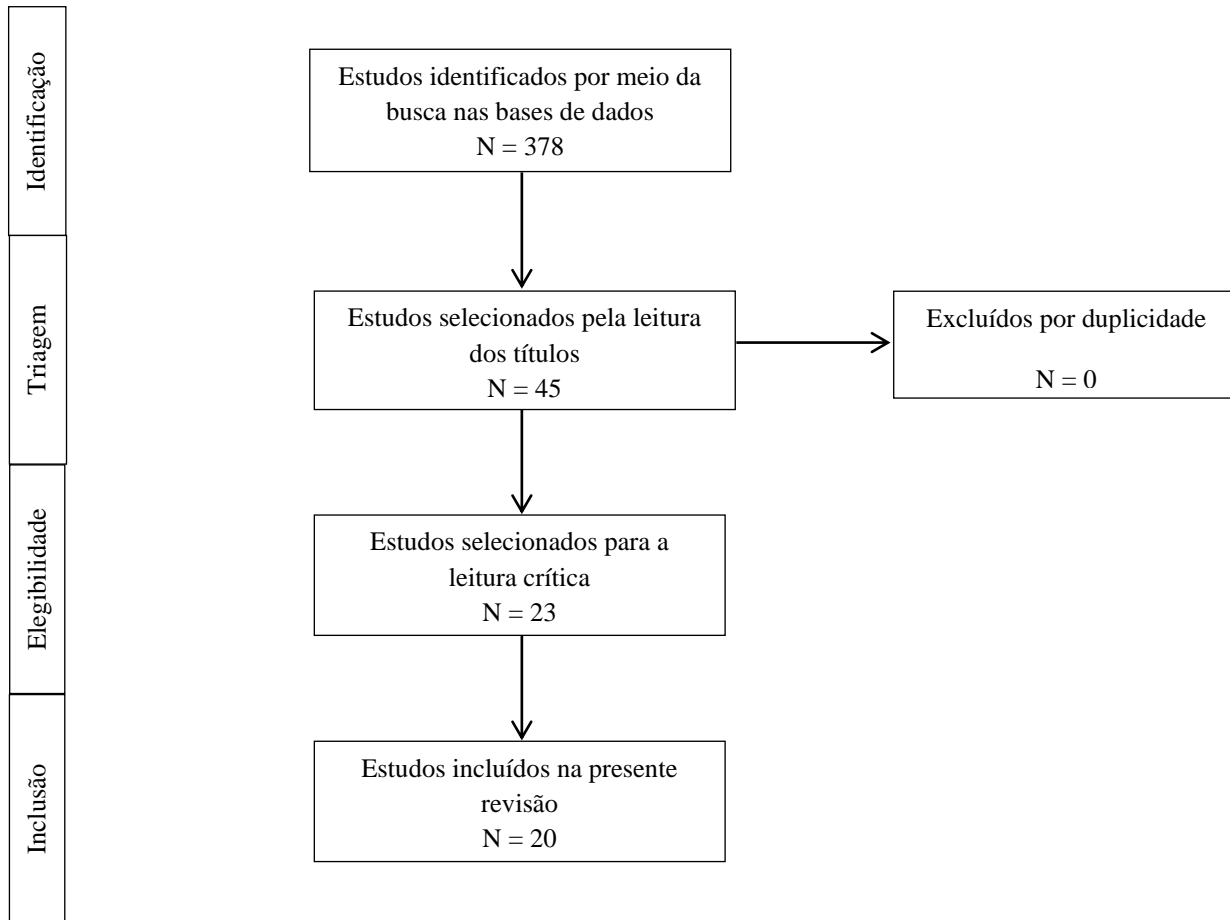 Identificação
Estudos identificados por meio da
busca nas bases de dados
N = 378
Triagem
Estudos selecionados pela leitura
dos títulos
N = 45
Excluídos por duplicidade
N = 0
Elegibilidade
Estudos selecionados para a
leitura crítica
N = 23
Inclusão
Estudos incluídos na presente
revisão
N = 20